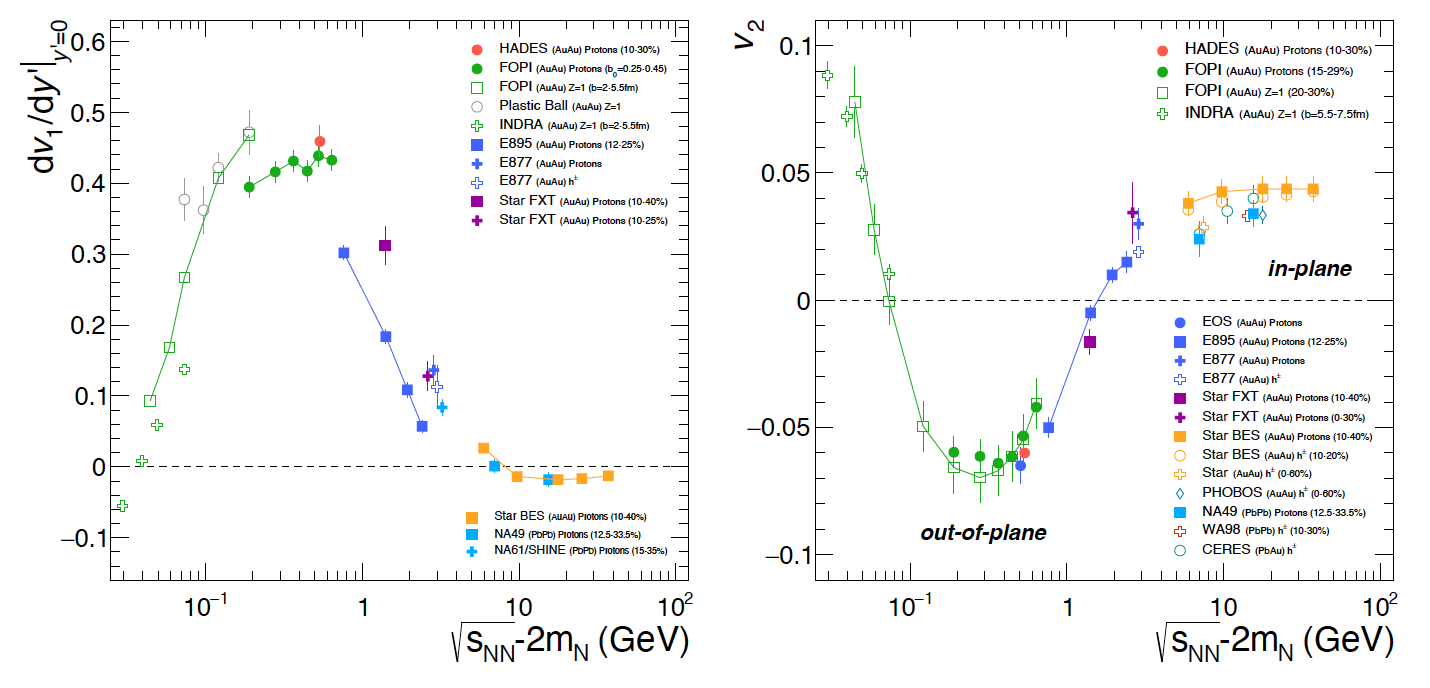 dv₁/dy'|y'=0
0.6
0.5
0.4
0.3
0.2
0.1
0
−0.1
HADES (AuAu) Protons (10-30%)
FOPI (AuAu) Protons (b₀=0.25-0.45)
FOPI (AuAu) Z=1 (b=2-5.5fm)
Plastic Ball (AuAu) Z=1
INDRA (AuAu) Z=1 (b=2-5.5fm)
E895 (AuAu) Protons (12-25%)
E877 (AuAu) Protons
E877 (AuAu) h±
Star FXT (AuAu) Protons (10-40%)
Star FXT (AuAu) Protons (10-25%)
Star BES (AuAu) Protons (10-40%)
NA49 (PbPb) Protons (12.5-33.5%)
NA61/SHINE (PbPb) Protons (15-35%)
10⁻¹ 1 10 10²
√sNN-2mN (GeV)
v₂
0.1
0.05
0
−0.05
−0.1
HADES (AuAu) Protons (10-30%)
FOPI (AuAu) Protons (15-29%)
FOPI (AuAu) Z=1 (20-30%)
INDRA (AuAu) Z=1 (b=5.5-7.5fm)
in-plane
out-of-plane
EOS (AuAu) Protons
E895 (AuAu) Protons (12-25%)
E877 (AuAu) Protons
E877 (AuAu) h±
Star FXT (AuAu) Protons (10-40%)
Star FXT (AuAu) Protons (0-30%)
Star BES (AuAu) Protons (10-40%)
Star BES (AuAu) h± (10-20%)
Star (AuAu) h± (0-60%)
PHOBOS (AuAu) h± (0-60%)
NA49 (PbPb) Protons (12.5-33.5%)
WA98 (PbPb) h± (10-30%)
CERES (PbAu) h±
10⁻¹ 1 10 10²
√sNN-2mN (GeV)